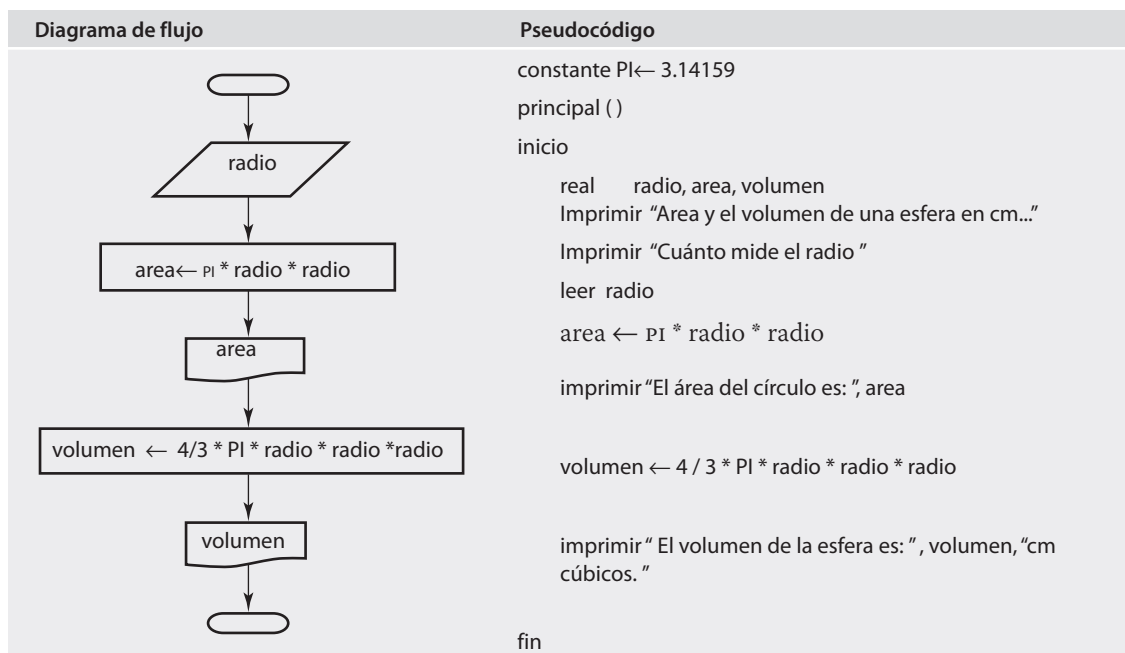 Diagrama de flujo
radio
area← PI * radio * radio
area
volumen ← 4/3 * PI * radio * radio *radio
volumen
Pseudocódigo
constante PI← 3.14159
principal ( )
inicio
real radio, area, volumen
Imprimir “Area y el volumen de una esfera en cm...”
Imprimir “Cuánto mide el radio ”
leer radio
area ← PI * radio * radio
imprimir “El área del círculo es: ”, area
volumen ← 4 / 3 * PI * radio * radio * radio
imprimir “ El volumen de la esfera es: ” , volumen, “cm
cúbicos. ”
fin